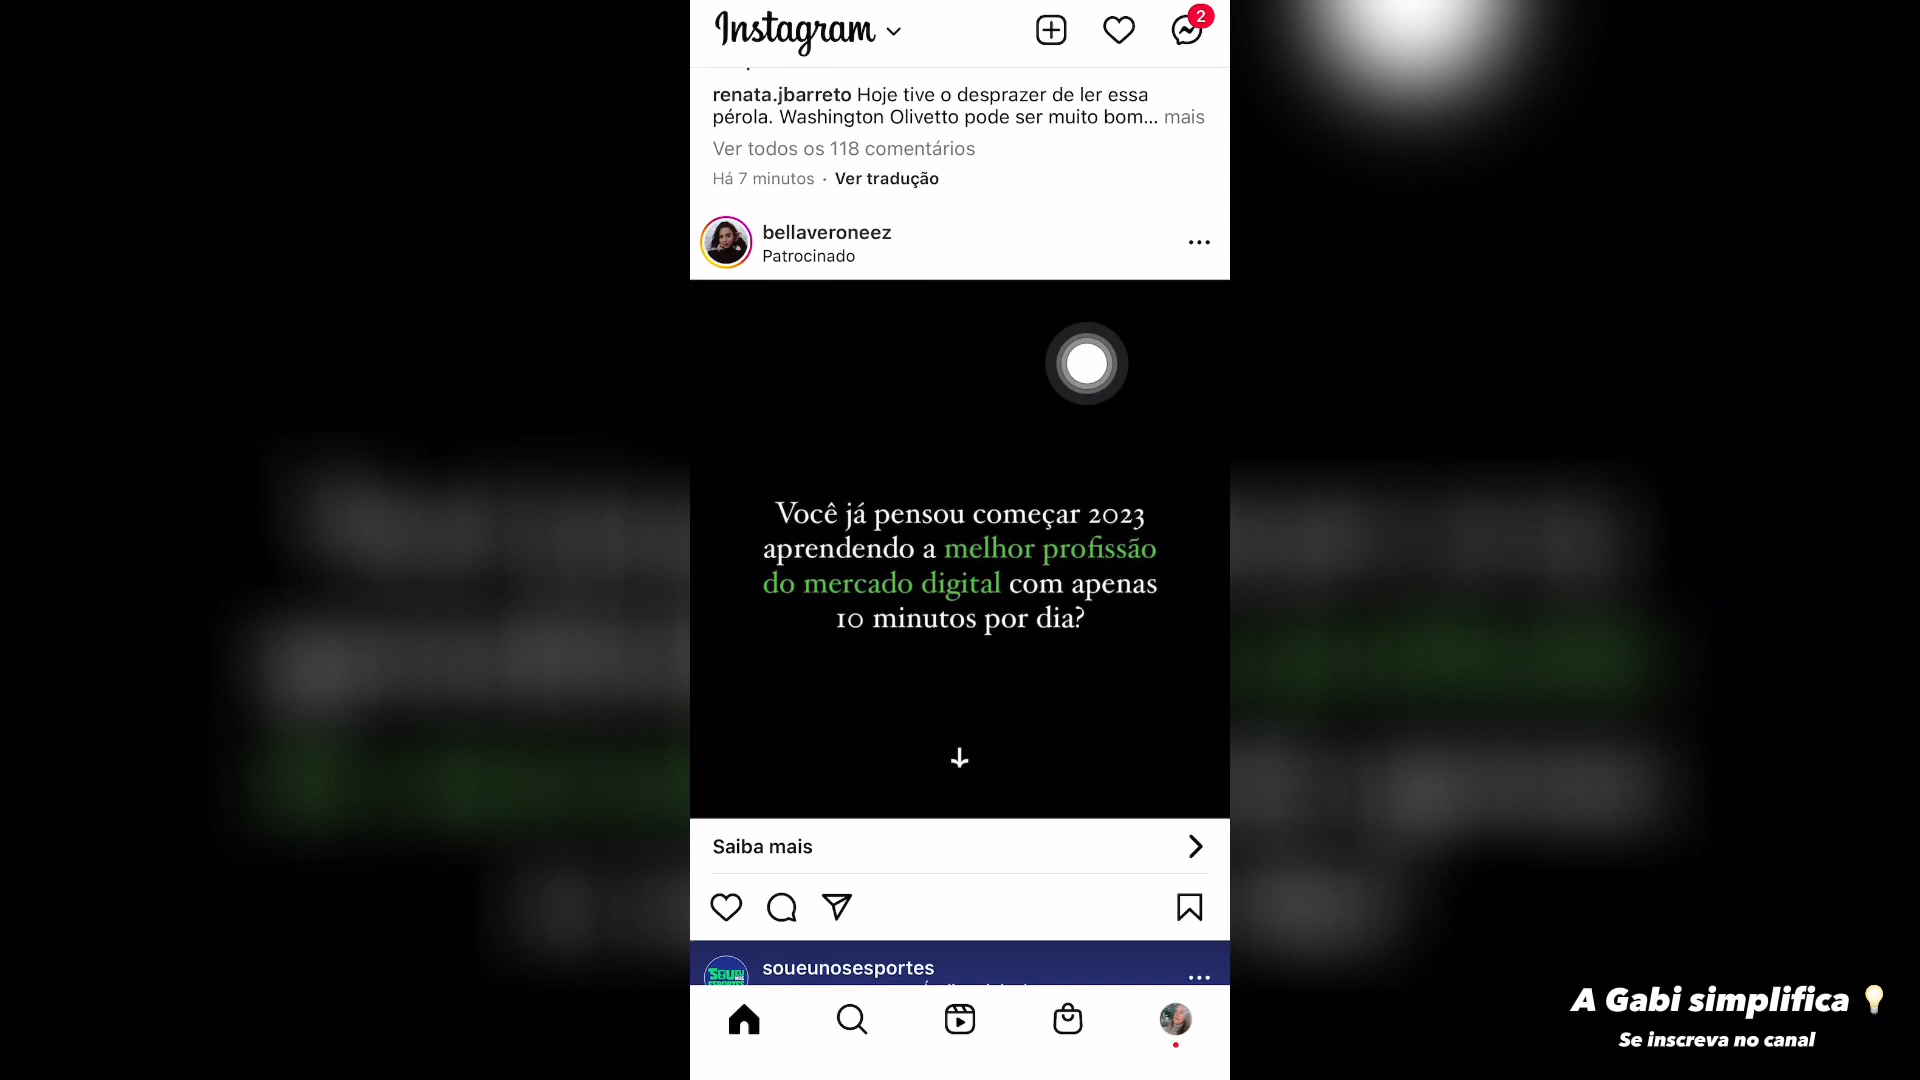 Instagram
2
renata.jbarreto Hoje tive o desprazer de ler essa
pérola. Washington Olivetto pode ser muito bom... mais
Ver todos os 118 comentários
Há 7 minutos · Ver tradução
bellaveroneez
Patrocinado
Você já pensou começar 2023
aprendendo a melhor profissão
do mercado digital com apenas
10 minutos por dia?
Saiba mais
soueunosesportes
A Gabi simplifica
Se inscreva no canal